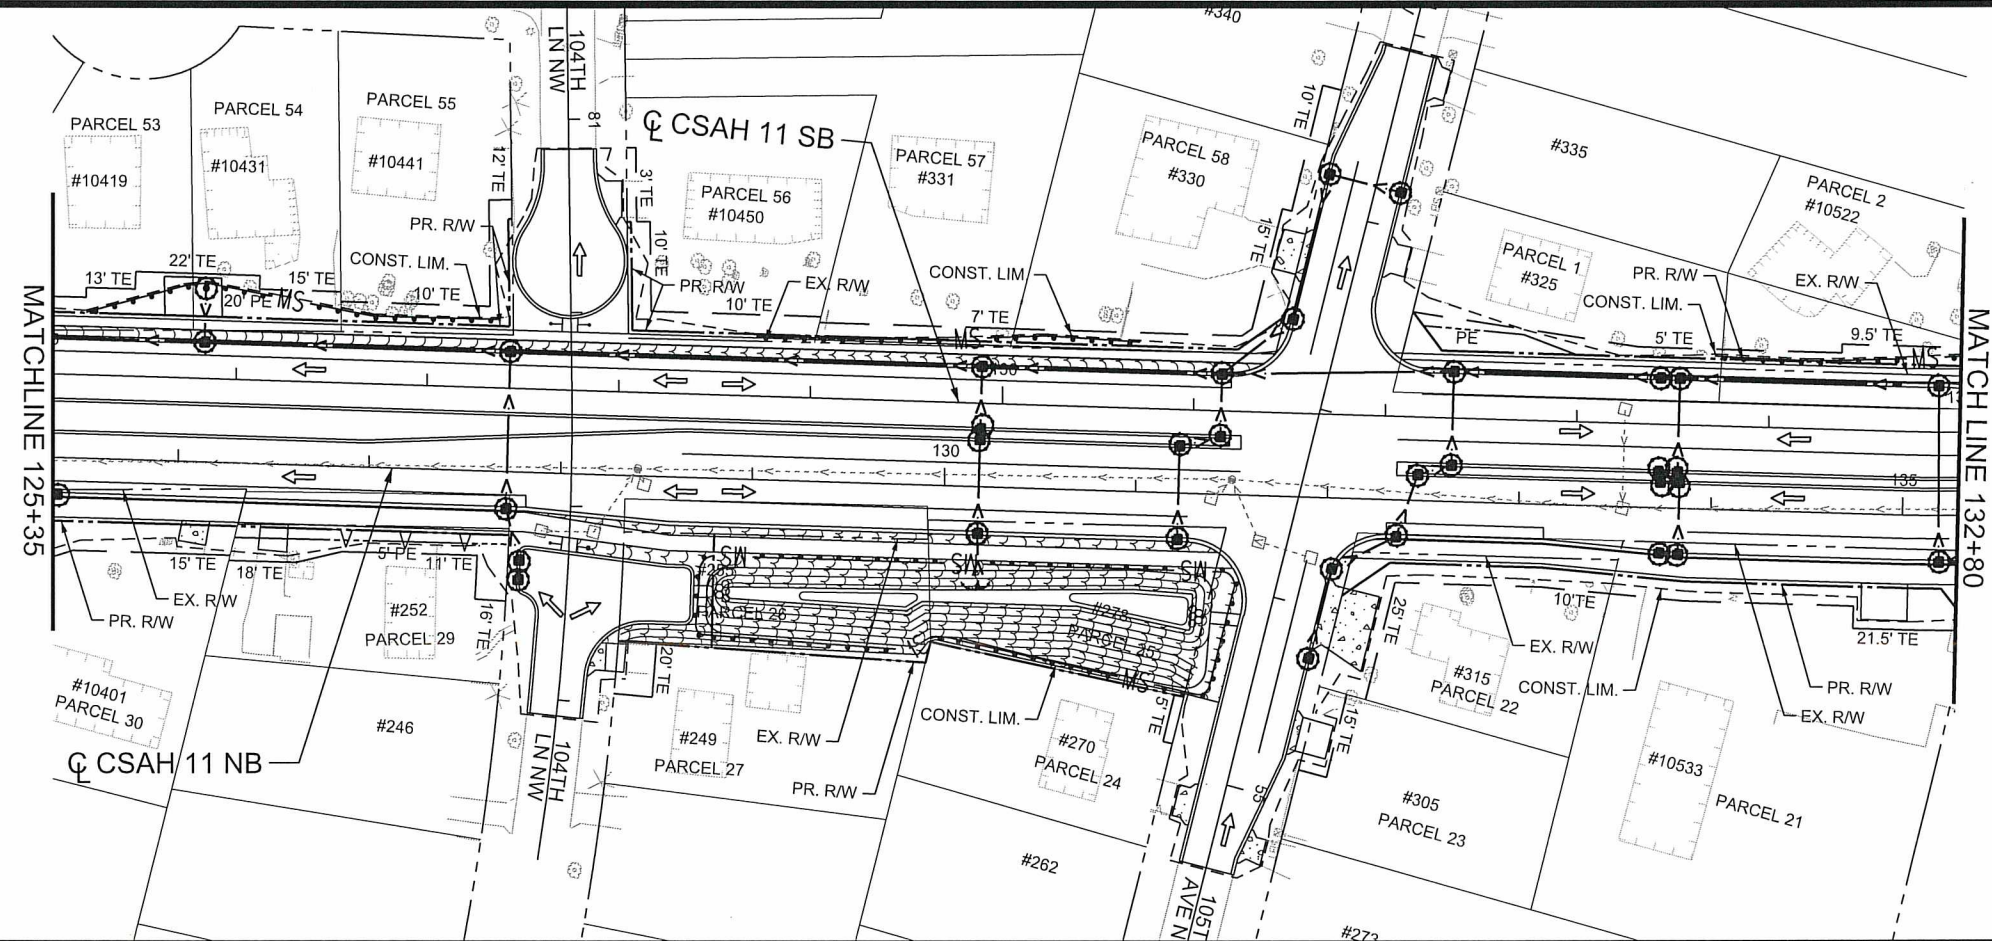 #340
104TH
LN NW
81
PARCEL 53
#10419
PARCEL 54
#10431
PARCEL 55
#10441
12' TE
3' TE
10' TE
PR. R/W
CONST. LIM.
22' TE
13' TE
15' TE
20' PE
MS
10' TE
₵ CSAH 11 SB
PARCEL 56
#10450
PR. R/W
10' TE
EX. R/W
PARCEL 57
#331
CONST. LIM.
7' TE
MS
PARCEL 58
#330
10' TE
15' TE
#335
PARCEL 2
#10522
PARCEL 1
#325
PR. R/W
CONST. LIM.
EX. R/W
PE
5' TE
9.5' TE
MS
MATCHLINE 125+35
MATCH LINE 132+80
130
135
15' TE
18' TE
5' PE
11' TE
16' TE
EX. R/W
PR. R/W
#252
PARCEL 29
#10401
PARCEL 30
#246
₵ CSAH 11 NB
104TH
LN NW
20' TE
MS
MS
MS
PARCEL 26
#273
PARCEL 25
MS
#249
PARCEL 27
EX. R/W
PR. R/W
CONST. LIM.
5' TE
#270
PARCEL 24
#262
55
AVE N
25' TE
15' TE
10'TE
EX. R/W
#315
PARCEL 22
CONST. LIM.
21.5' TE
PR. R/W
EX. R/W
#305
PARCEL 23
#10533
PARCEL 21